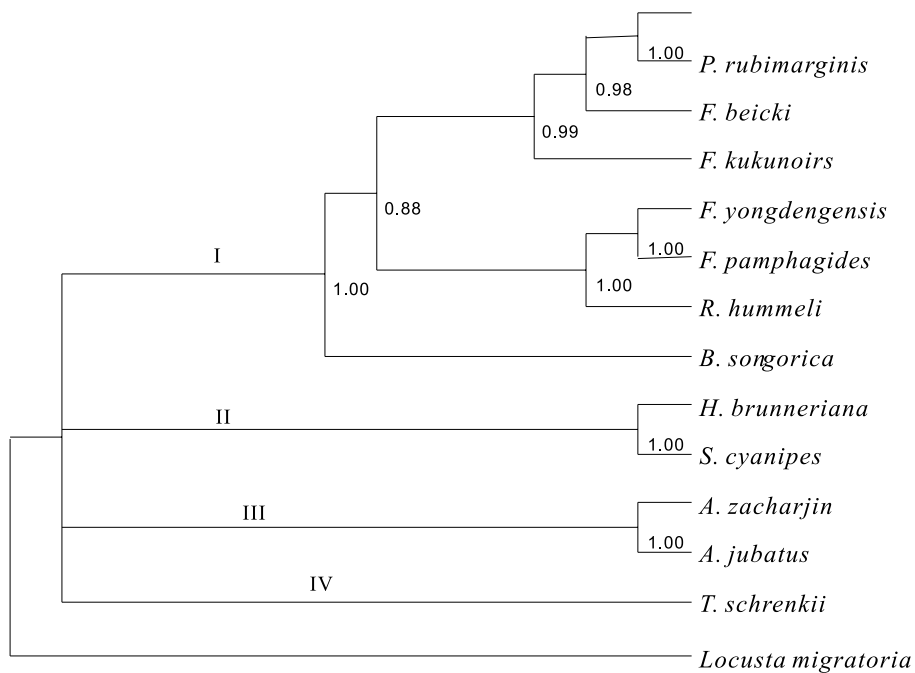 1.00
P. rubimarginis
0.98
F. beicki
0.99
F. kukunoirs
0.88
F. yongdengensis
1.00
F. pamphagides
I
1.00
1.00
R. hummeli
B. songorica
II
H. brunneriana
1.00
S. cyanipes
III
A. zacharjin
1.00
A. jubatus
IV
T. schrenkii
Locusta migratoria